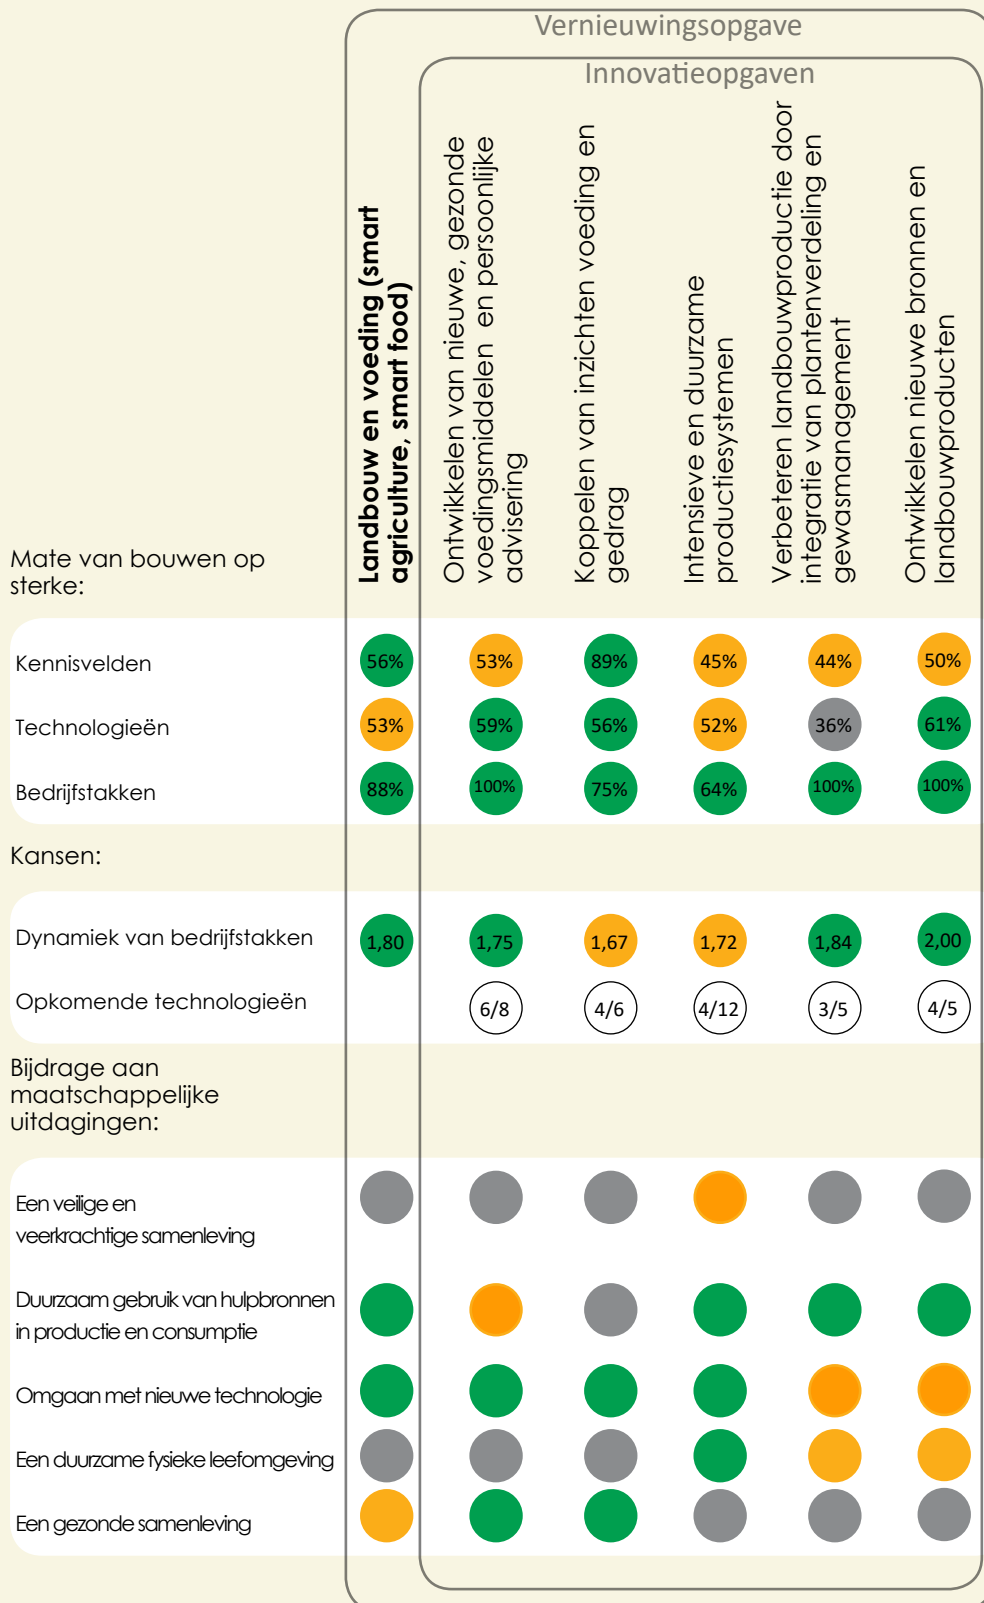 Vernieuwingsopgave
Innovatieopgaven
Landbouw en voeding (smart
agriculture, smart food)
Ontwikkelen van nieuwe, gezonde
voedingsmiddelen en persoonlijke
advisering
Koppelen van inzichten voeding en
gedrag
Intensieve en duurzame
productiesystemen
Verbeteren landbouwproductie door
integratie van plantenverdeling en
gewasmanagement
Ontwikkelen nieuwe bronnen en
landbouwproducten
Mate van bouwen op
sterke:
Kennisvelden 56% 53% 89% 45% 44% 50%
Technologieën 53% 59% 56% 52% 36% 61%
Bedrijfstakken 88% 100% 75% 64% 100% 100%
Kansen:
Dynamiek van bedrijfstakken 1,80 1,75 1,67 1,72 1,84 2,00
Opkomende technologieën 6/8 4/6 4/12 3/5 4/5
Bijdrage aan
maatschappelijke
uitdagingen:
Een veilige en
veerkrachtige samenleving
Duurzaam gebruik van hulpbronnen
in productie en consumptie
Omgaan met nieuwe technologie
Een duurzame fysieke leefomgeving
Een gezonde samenleving